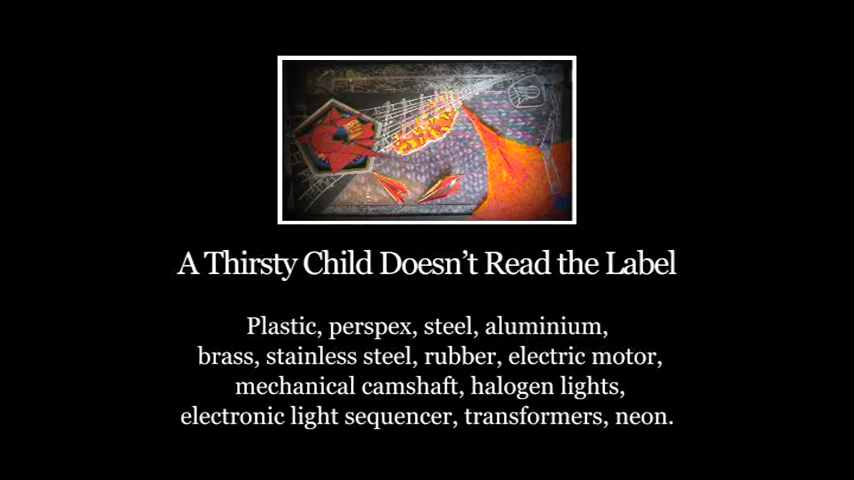 A Thirsty Child Doesn’t Read the Label
Plastic, perspex, steel, aluminium,
brass, stainless steel, rubber, electric motor,
mechanical camshaft, halogen lights,
electronic light sequencer, transformers, neon.